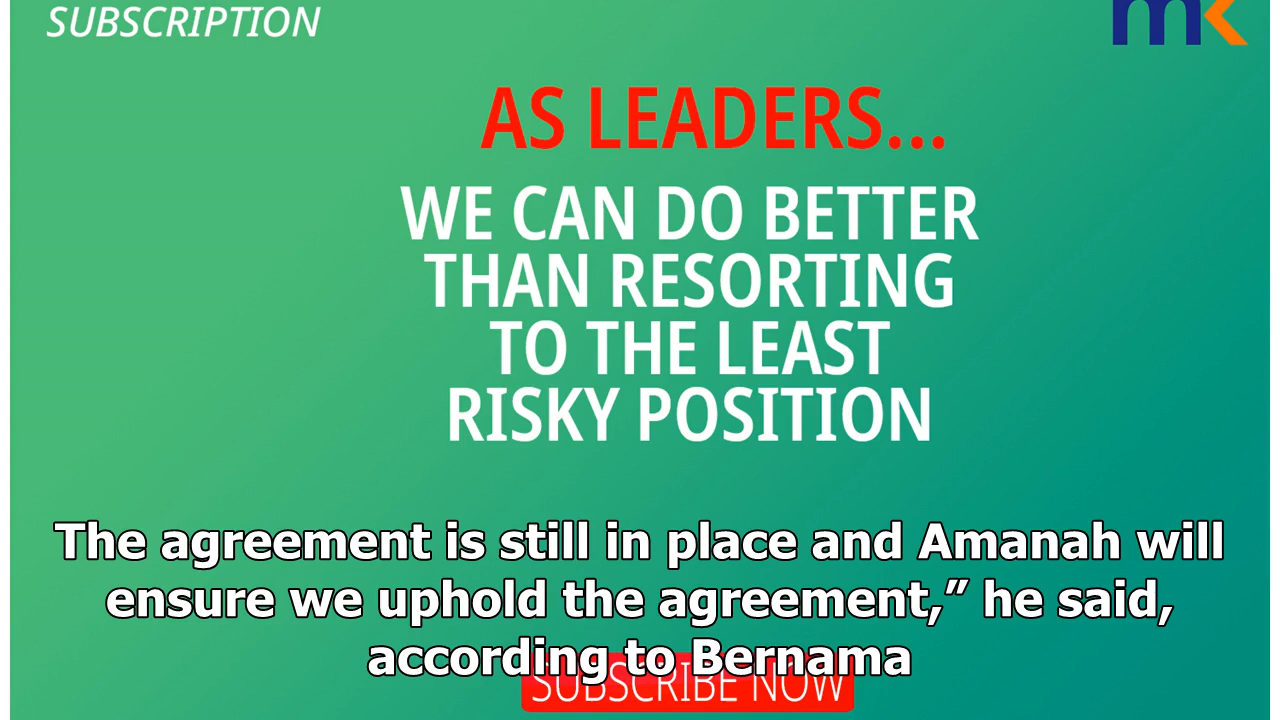 SUBSCRIPTION
mk
AS LEADERS...
WE CAN DO BETTER
THAN RESORTING
TO THE LEAST
RISKY POSITION
The agreement is still in place and Amanah will
ensure we uphold the agreement,” he said,
according to Bernama
SUBSCRIBE NOW